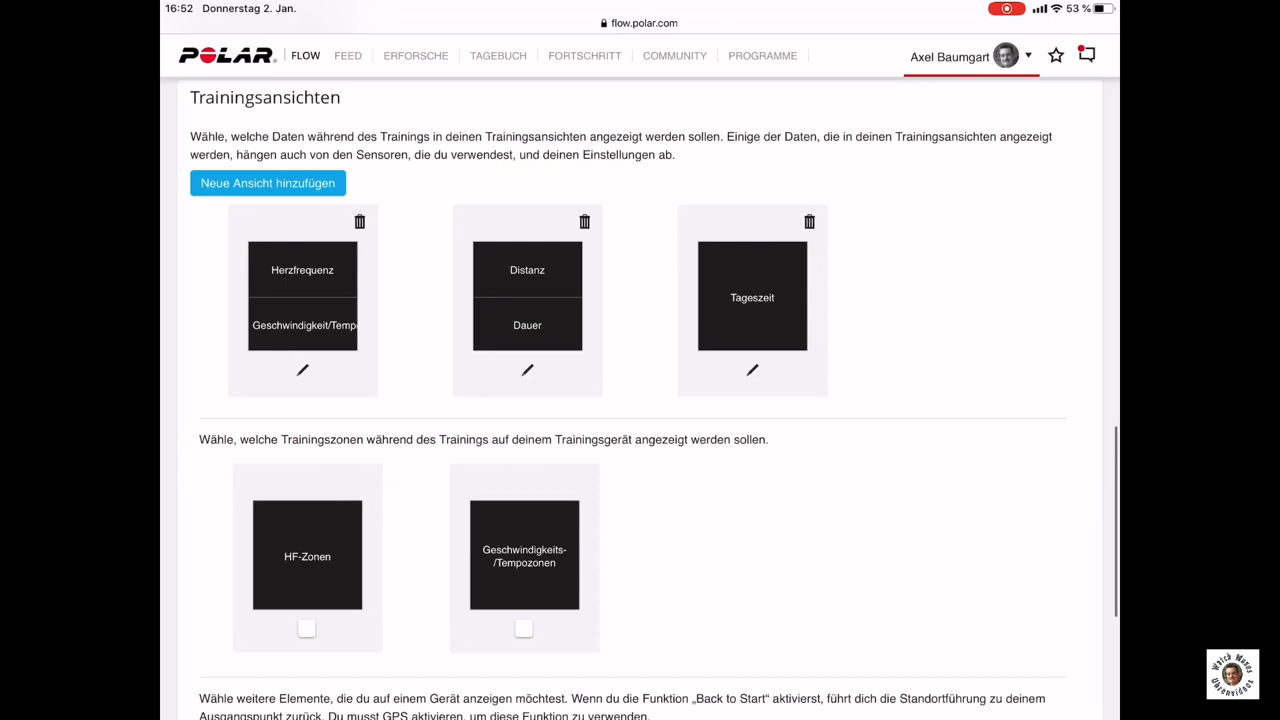 16:52 Donnerstag 2. Jan. 53 %
flow.polar.com
POLAR. FLOW FEED ERFORSCHE TAGEBUCH FORTSCHRITT COMMUNITY PROGRAMME Axel Baumgart
Trainingsansichten
Wähle, welche Daten während des Trainings in deinen Trainingsansichten angezeigt werden sollen. Einige der Daten, die in deinen Trainingsansichten angezeigt
werden, hängen auch von den Sensoren, die du verwendest, und deinen Einstellungen ab.
Neue Ansicht hinzufügen
Herzfrequenz
Geschwindigkeit/Temp
Distanz
Dauer
Tageszeit
Wähle, welche Trainingszonen während des Trainings auf deinem Trainingsgerät angezeigt werden sollen.
HF-Zonen
Geschwindigkeits-
/Tempozonen
Wähle weitere Elemente, die du auf einem Gerät anzeigen möchtest. Wenn du die Funktion „Back to Start“ aktivierst, führt dich die Standortführung zu deinem
Ausgangspunkt zurück. Du musst GPS aktivieren, um diese Funktion zu verwenden.
Watch Moves
Uhrenvideos